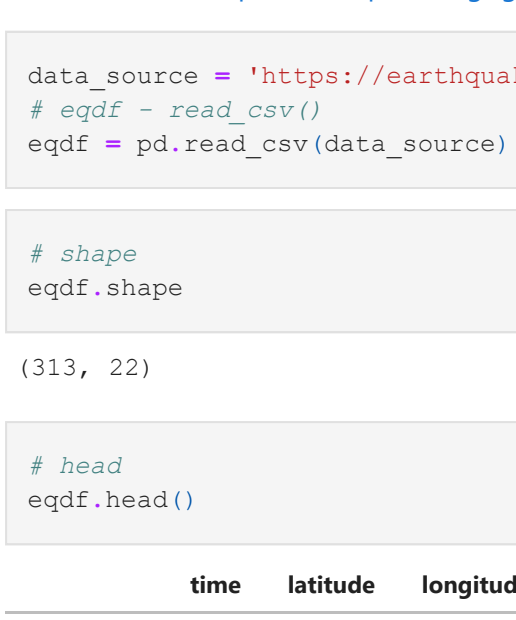 data_source = 'https://earthqua
# eqdf - read_csv()
eqdf = pd.read_csv(data_source)
# shape
eqdf.shape
(313, 22)
# head
eqdf.head()
time latitude longitud